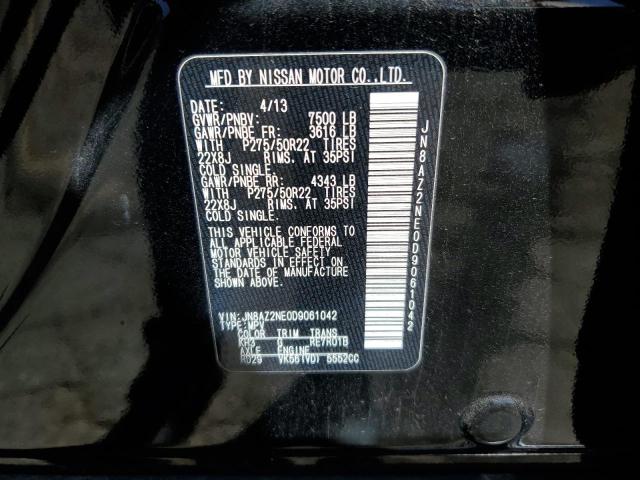 MFD BY NISSAN MOTOR CO.,LTD.
DATE: 4/13
GVWR/PNBV: 7500 LB
GAWR/PNBE FR: 3616 LB
WITH P275/50R22 TIRES
22X8J RIMS. AT 35PSI
COLD SINGLE.
GAWR/PNBE RR: 4343 LB
WITH P275/50R22 TIRES
22X8J RIMS. AT 35PSI
COLD SINGLE.
THIS VEHICLE CONFORMS TO
ALL APPLICABLE FEDERAL
MOTOR VEHICLE SAFETY
STANDARDS IN EFFECT ON
THE DATE OF MANUFACTURE
SHOWN ABOVE.
VIN: JN8AZ2NE0D9061042
TYPE: MPV
COLOR TRIM TRANS
KH3 RE7R01B
AXLE ENGINE
RD29 5552CC
JN8AZ2NE0D9061042